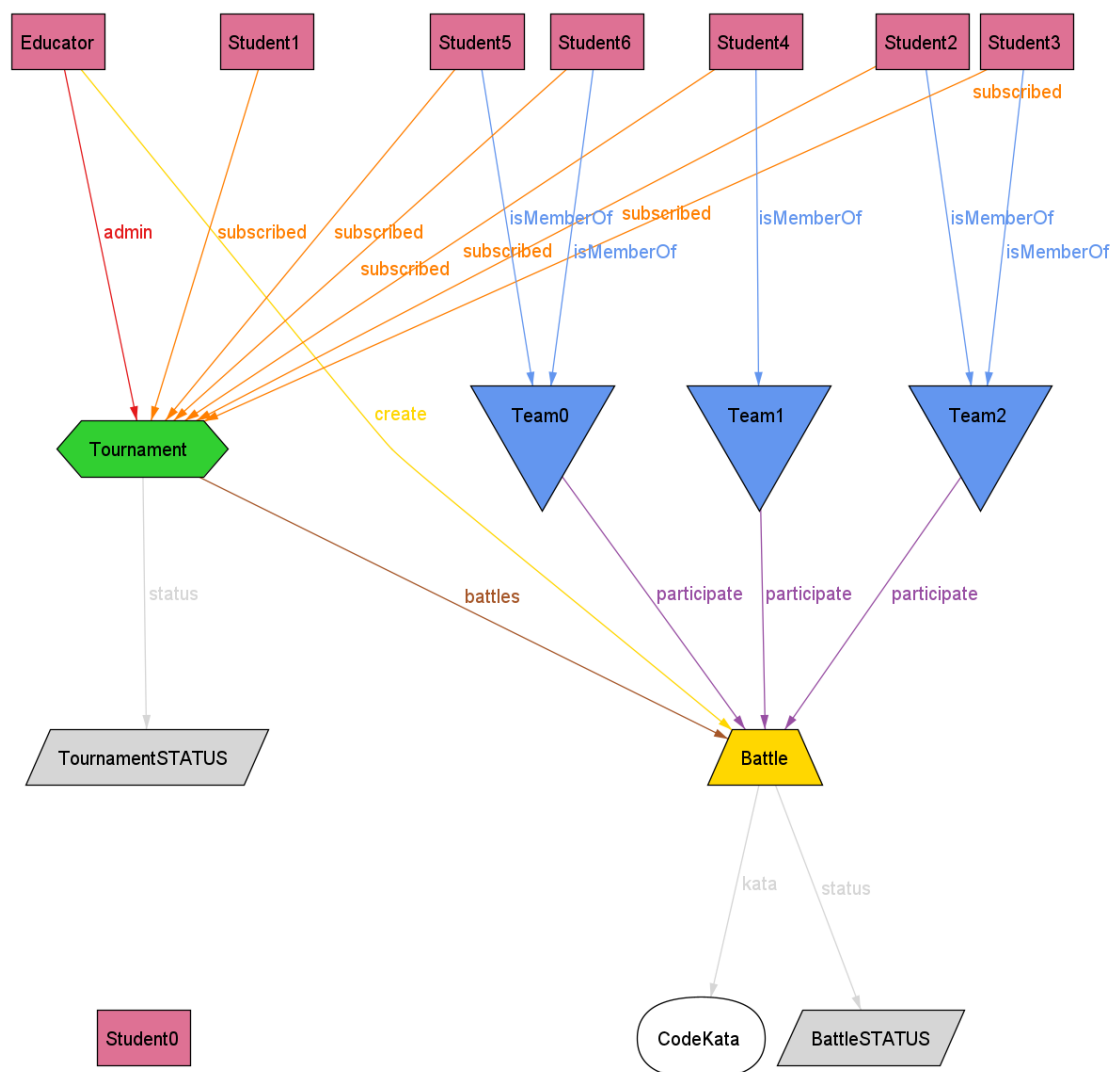 Educator
Student1
Student5
Student6
Student4
Student2
Student3
subscribed
admin
subscribed
subscribed
isMemberOf
subscribed
isMemberOf
isMemberOf
subscribed
subscribed
isMemberOf
isMemberOf
create
Team0
Team1
Team2
Tournament
status
battles
participate
participate
participate
TournamentSTATUS
Battle
kata
status
Student0
CodeKata
BattleSTATUS